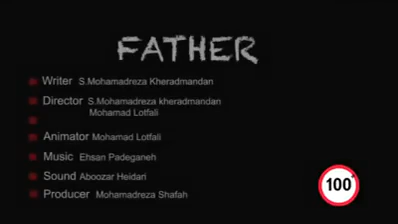 FATHER
Writer S.Mohamadreza Kheradmandan
Director S.Mohamadreza kheradmandan
Mohamad Lotfali
Animator Mohamad Lotfali
Music Ehsan Padeganeh
Sound Aboozar Heidari
Producer Mohamadreza Shafah
100